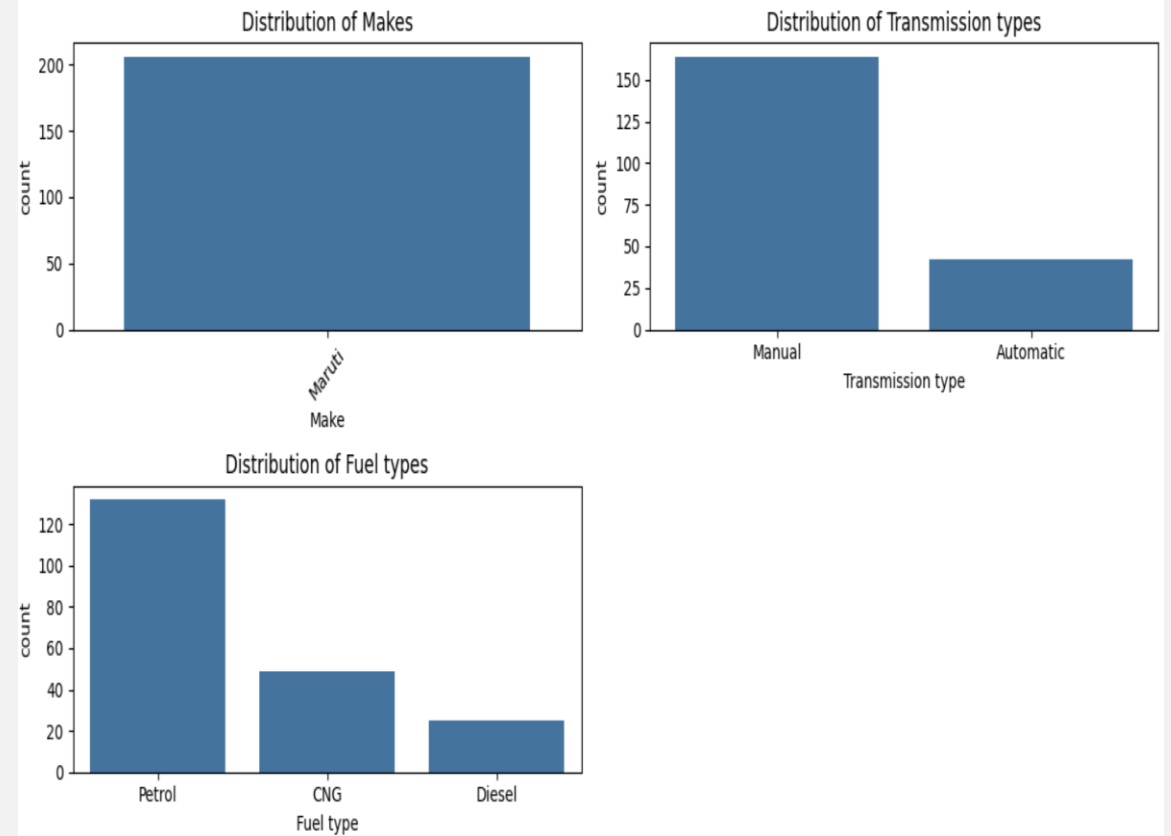 Distribution of Makes
200
150
100
50
0
count
Maruti
Make
Distribution of Transmission types
150
125
100
75
50
25
0
count
Manual Automatic
Transmission type
Distribution of Fuel types
120
100
80
60
40
20
0
count
Petrol CNG Diesel
Fuel type